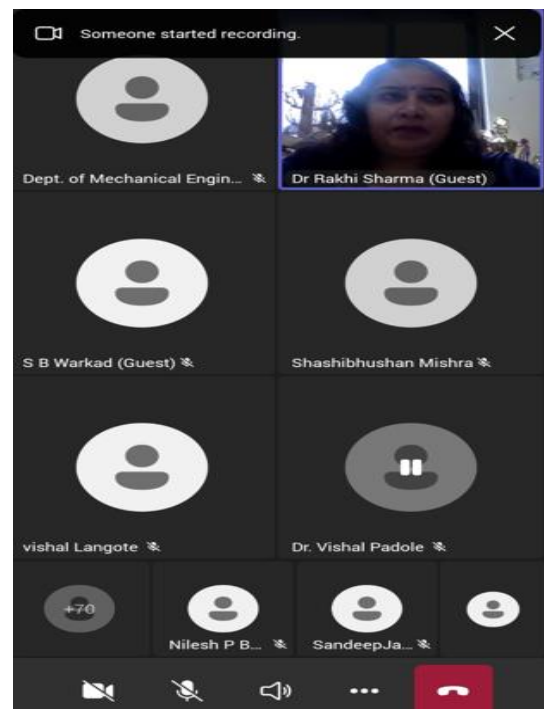 Someone started recording.
Dept. of Mechanical Engin...
Dr Rakhi Sharma (Guest)
S B Warkad (Guest)
Shashibhushan Mishra
vishal Langote
Dr. Vishal Padole
+70
Nilesh P B...
SandeepJa...